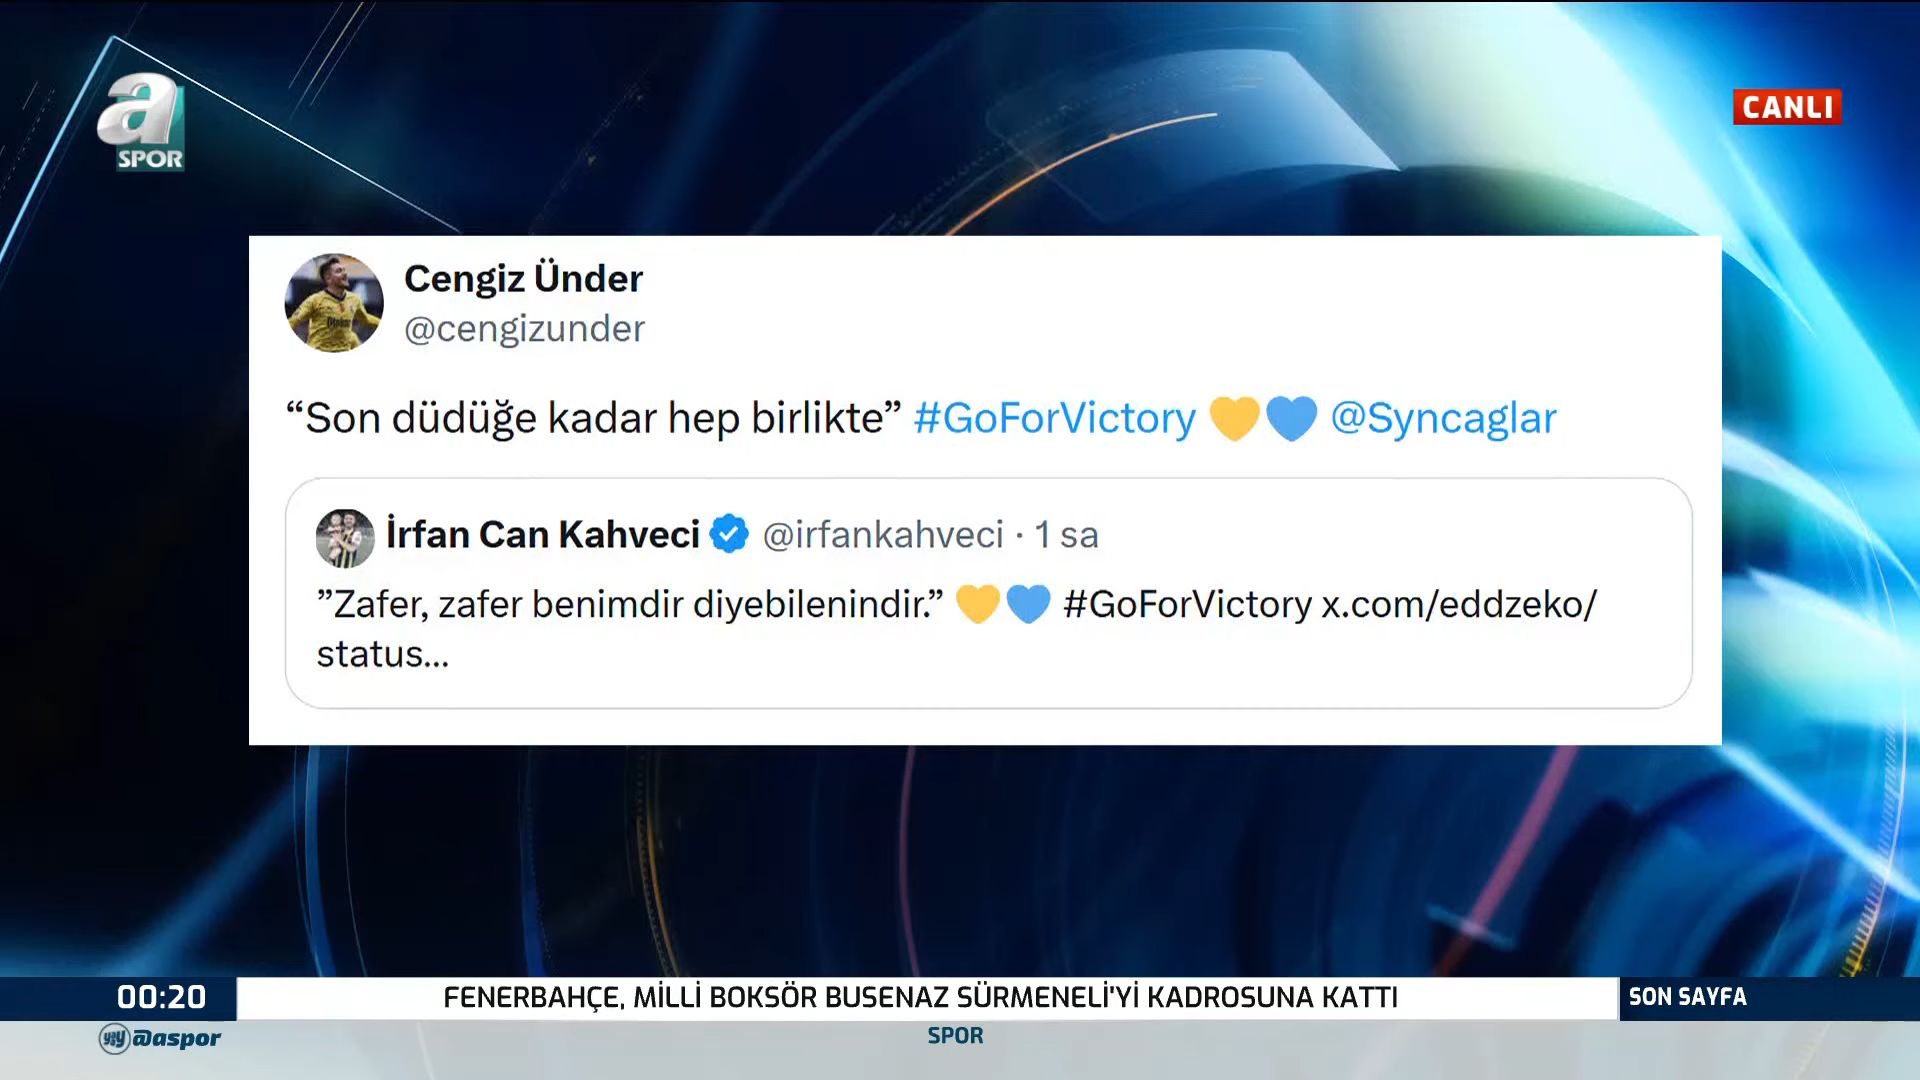 a
SPOR
CANLI
Cengiz Ünder
@cengizunder
“Son düdüğe kadar hep birlikte” #GoForVictory 💛💙 @Syncaglar
İrfan Can Kahveci @irfankahveci · 1 sa
”Zafer, zafer benimdir diyebilenindir.” 💛💙 #GoForVictory x.com/eddzeko/
status...
00:20
FENERBAHÇE, MİLLİ BOKSÖR BUSENAZ SÜRMENELİ'Yİ KADROSUNA KATTI
SON SAYFA
@aspor
SPOR